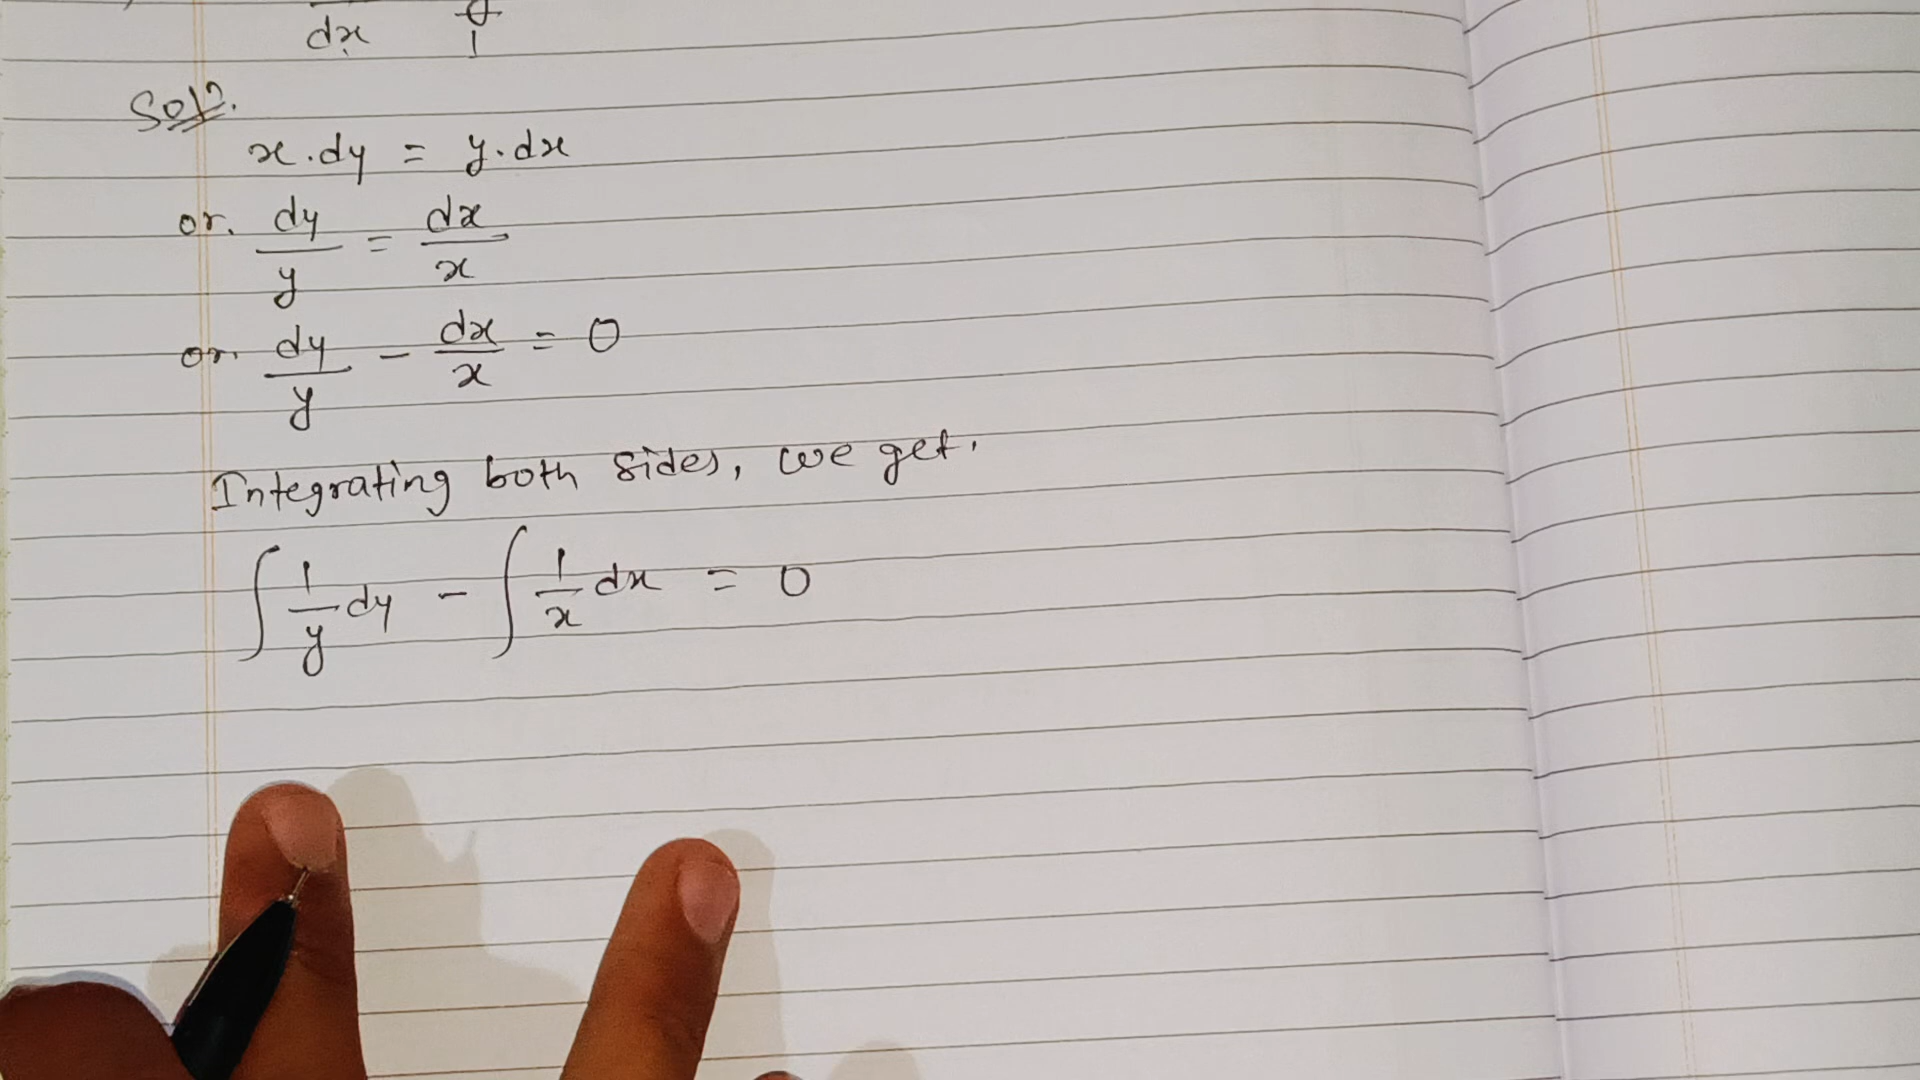 dx
Solⁿ.
x.dy = y.dx
or. dy/y = dx/x
or. dy/y - dx/x = 0
Integrating both sides, we get.
∫ 1/y dy - ∫ 1/x dx = 0